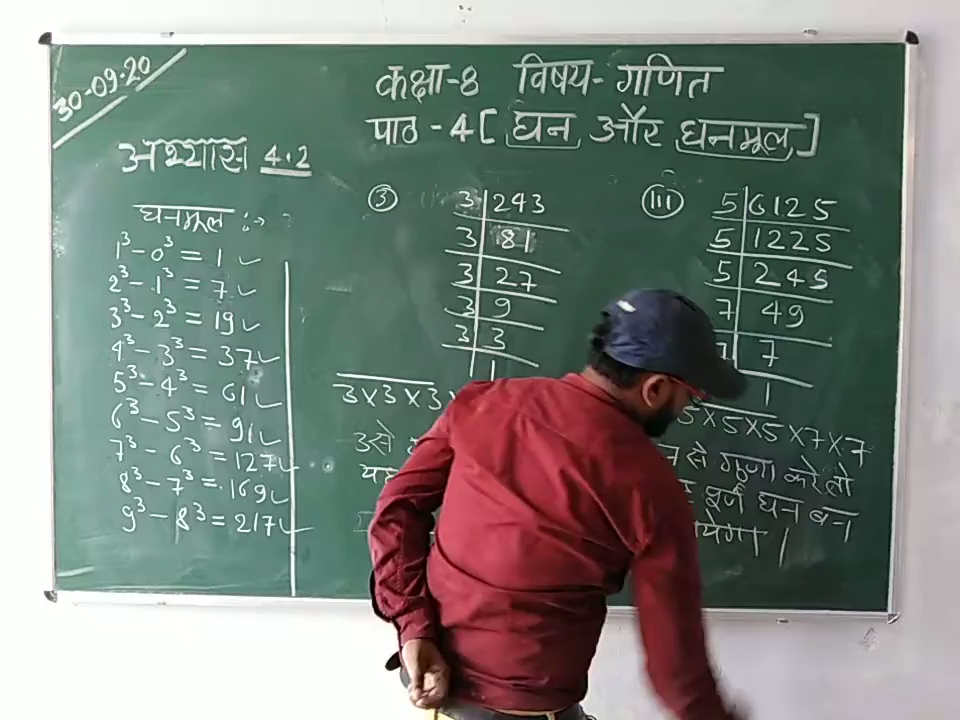 30-09-20
कक्षा-8 विषय- गणित
पाठ - 4 [ घन और घनमूल ]
अभ्यास 4.2
घनमूल :→
1³ - 0³ = 1 ✓
2³ - 1³ = 7 ✓
3³ - 2³ = 19 ✓
4³ - 3³ = 37 ✓
5³ - 4³ = 61 ✓
6³ - 5³ = 91 ✓
7³ - 6³ = 127 ✓
8³ - 7³ = 169 ✓
9³ - 8³ = 217 ✓
③
3 | 243
3 | 81
3 | 27
3 | 9
3 | 3
1
3 x 3 x 3
उसे
(iii)
5 | 6125
5 | 1225
5 | 245
7 | 49
7 | 7
1
5 x 5 x 5 x 7 x 7
से गुणा करे तो
पूर्ण घन बन